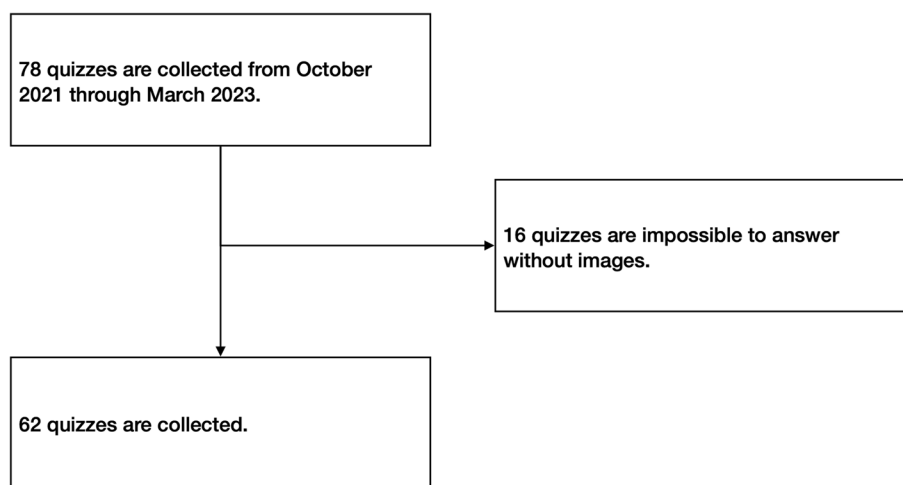 78 quizzes are collected from October
2021 through March 2023.
16 quizzes are impossible to answer
without images.
62 quizzes are collected.